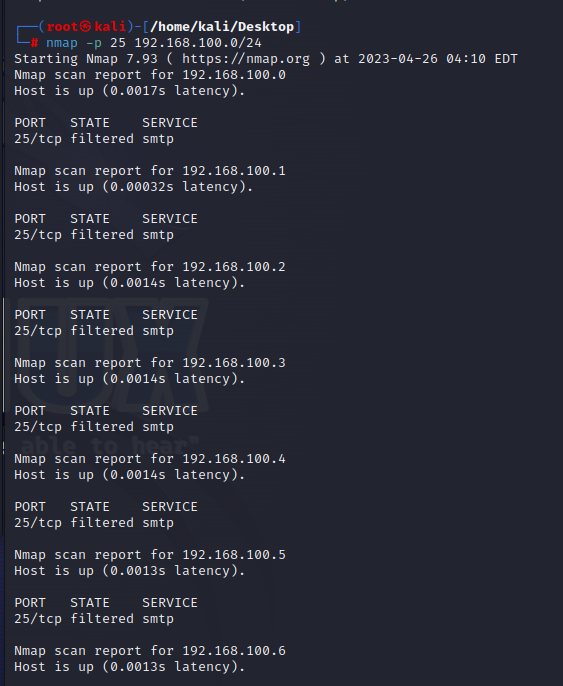 ┌──(root㉿kali)-[/home/kali/Desktop]
└─# nmap -p 25 192.168.100.0/24
Starting Nmap 7.93 ( https://nmap.org ) at 2023-04-26 04:10 EDT
Nmap scan report for 192.168.100.0
Host is up (0.0017s latency).
PORT   STATE    SERVICE
25/tcp filtered smtp
Nmap scan report for 192.168.100.1
Host is up (0.00032s latency).
PORT   STATE    SERVICE
25/tcp filtered smtp
Nmap scan report for 192.168.100.2
Host is up (0.0014s latency).
PORT   STATE    SERVICE
25/tcp filtered smtp
Nmap scan report for 192.168.100.3
Host is up (0.0014s latency).
PORT   STATE    SERVICE
25/tcp filtered smtp
able to hear"
Nmap scan report for 192.168.100.4
Host is up (0.0014s latency).
PORT   STATE    SERVICE
25/tcp filtered smtp
Nmap scan report for 192.168.100.5
Host is up (0.0013s latency).
PORT   STATE    SERVICE
25/tcp filtered smtp
Nmap scan report for 192.168.100.6
Host is up (0.0013s latency).